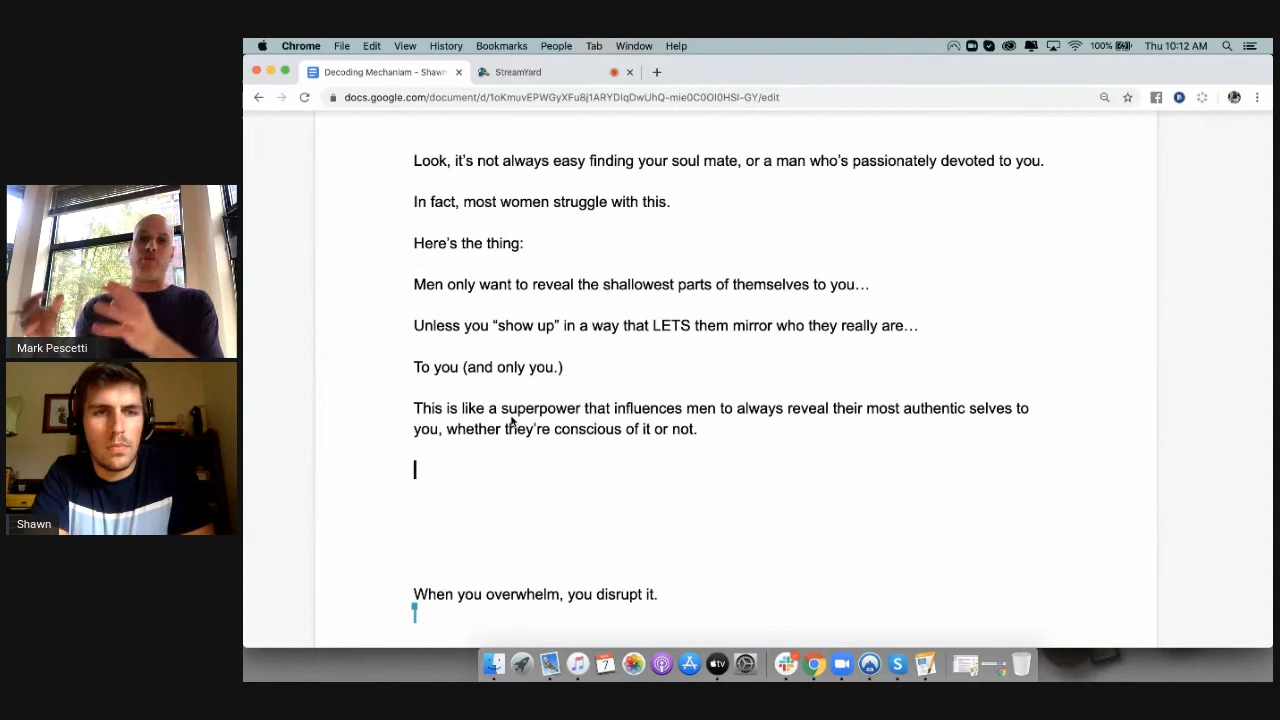 Chrome File Edit View History Bookmarks People Tab Window Help 100% Thu 10:12 AM
Decoding Mechaniam - Shawn StreamYard
docs.google.com/document/d/1oKmuvEPWGyXFu8j1ARYDIqDwUhQ-mie0C0OI0HSI-GY/edit
Look, it’s not always easy finding your soul mate, or a man who’s passionately devoted to you.
In fact, most women struggle with this.
Here’s the thing:
Men only want to reveal the shallowest parts of themselves to you…
Unless you “show up” in a way that LETS them mirror who they really are…
To you (and only you.)
This is like a superpower that influences men to always reveal their most authentic selves to
you, whether they’re conscious of it or not.
When you overwhelm, you disrupt it.
Mark Pescetti
Shawn
7
tv